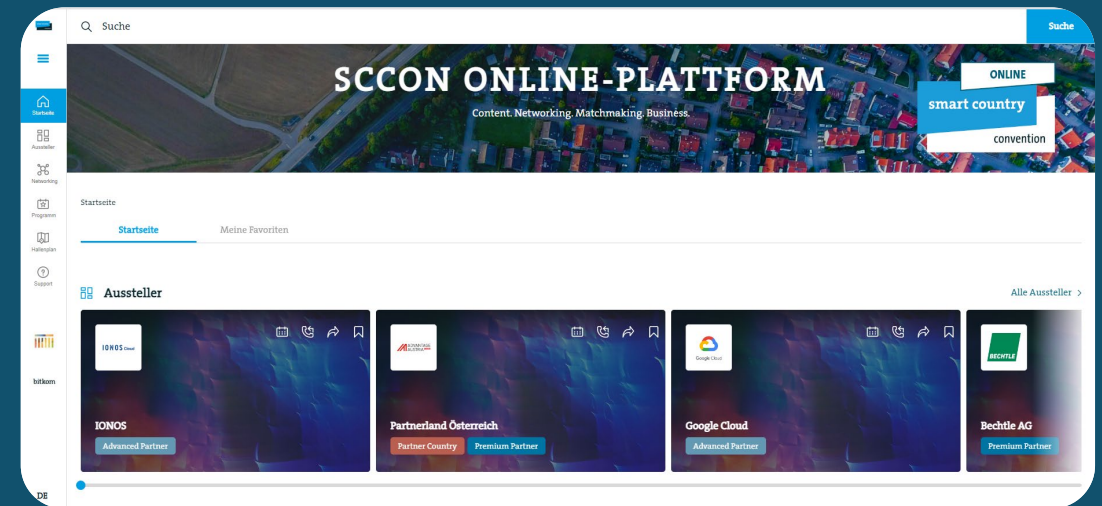 Suche
Suche
SCCON ONLINE-PLATTFORM
Content. Networking. Matchmaking. Business.
ONLINE
smart country
convention
Startseite
Aussteller
Networking
Programm
Hallenplan
Support
bitkom
DE
Startseite
Startseite
Meine Favoriten
Aussteller
Alle Aussteller
IONOS Cloud
IONOS
Advanced Partner
ADVANTAGE AUSTRIA
Partnerland Österreich
Partner Country
Premium Partner
Google Cloud
Google Cloud
Advanced Partner
BECHTLE
Bechtle AG
Premium Partner